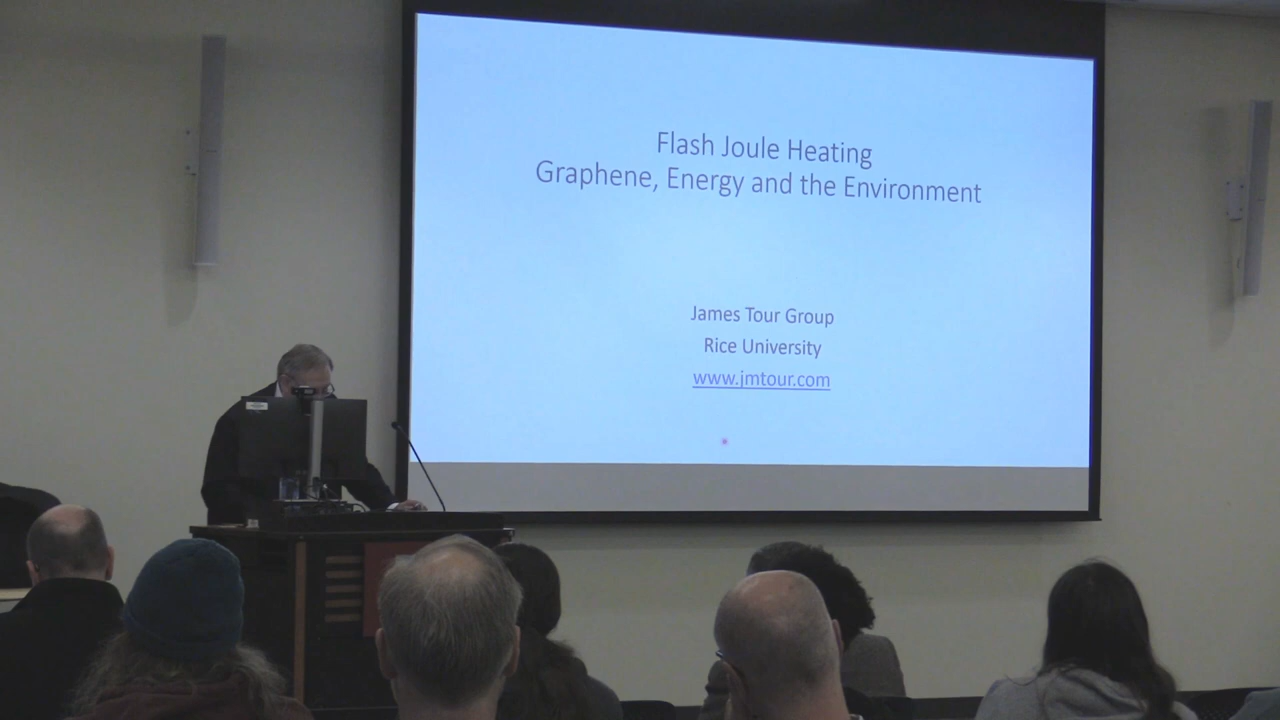 Flash Joule Heating
Graphene, Energy and the Environment
James Tour Group
Rice University
www.jmtour.com